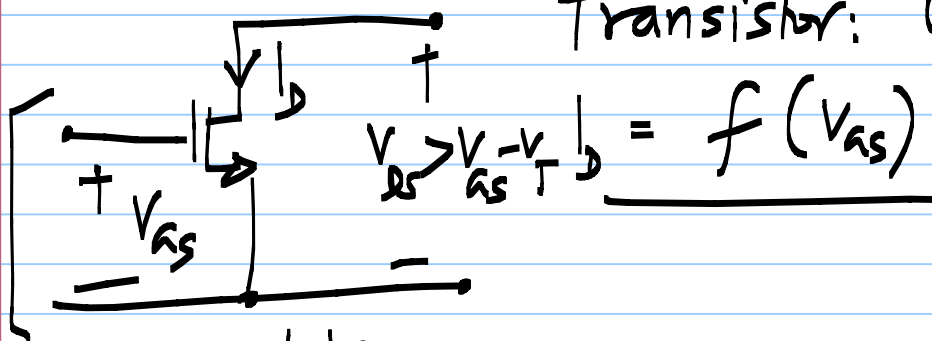 Transistor:
I_D
+
V_DS > V_GS - V_T I_D = f(V_GS)
+
V_GS
-
-